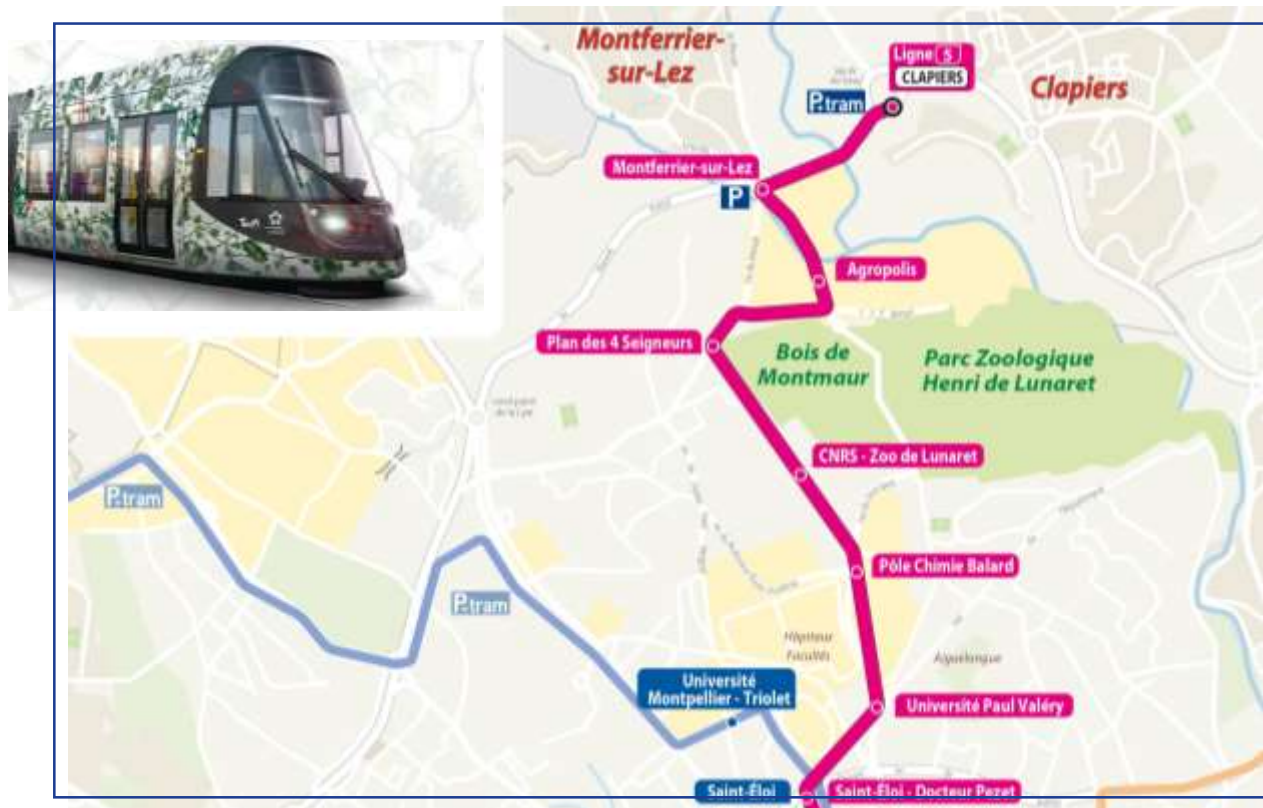 Montferrier-
sur-Lez
Ligne 5
CLAPIERS
Clapiers
P+tram
Montferrier-sur-Lez
P
Agropolis
Plan des 4 Seigneurs
Bois de
Montmaur
Parc Zoologique
Henri de Lunaret
CNRS - Zoo de Lunaret
P+tram
Pôle Chimie Balard
P+tram
Hôpitaux
Facultés
Aiguelongue
Université
Montpellier - Triolet
Université Paul Valéry
Saint-Éloi
Saint-Éloi - Docteur Pezet